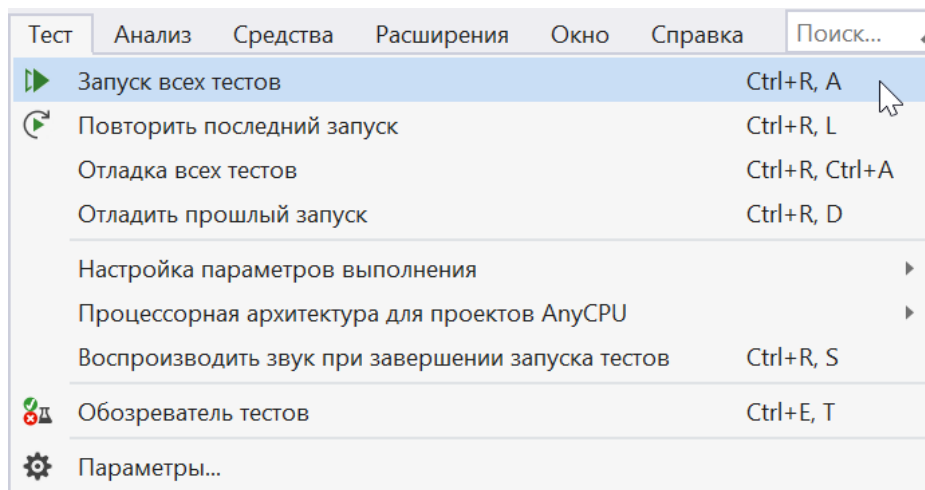 Тест Анализ Средства Расширения Окно Справка Поиск...
Запуск всех тестов Ctrl+R, A
Повторить последний запуск Ctrl+R, L
Отладка всех тестов Ctrl+R, Ctrl+A
Отладить прошлый запуск Ctrl+R, D
Настройка параметров выполнения
Процессорная архитектура для проектов AnyCPU
Воспроизводить звук при завершении запуска тестов Ctrl+R, S
Обозреватель тестов Ctrl+E, T
Параметры...